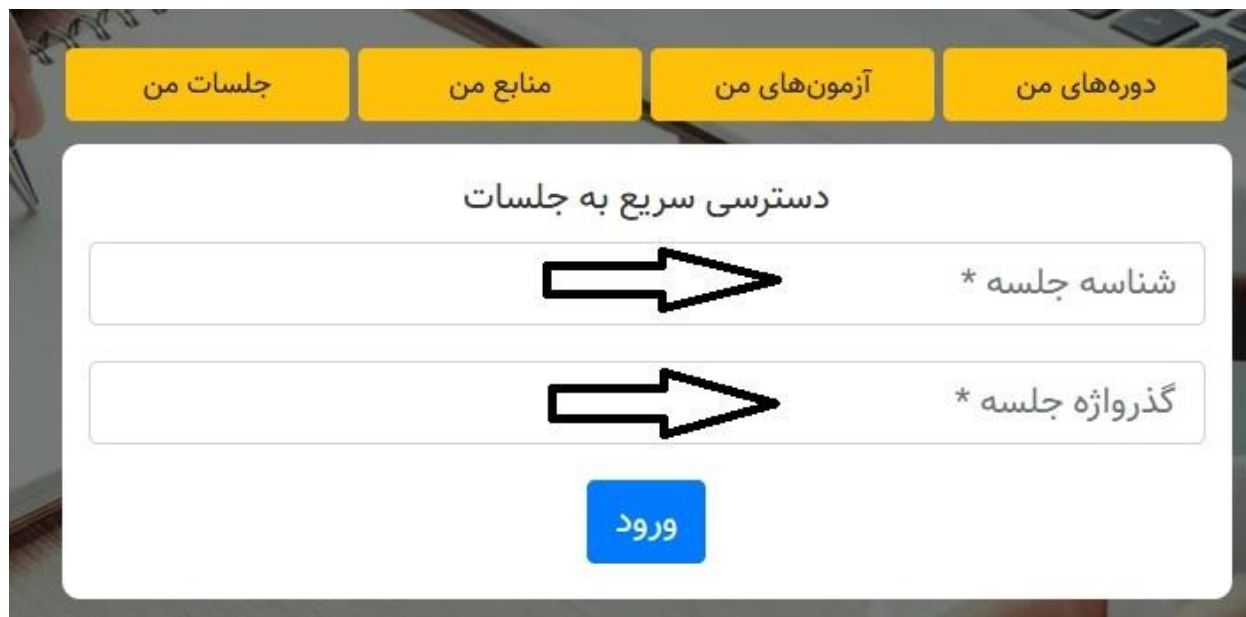 دوره‌های من آزمون‌های من منابع من جلسات من
دسترسی سریع به جلسات
شناسه جلسه *
گذرواژه جلسه *
ورود